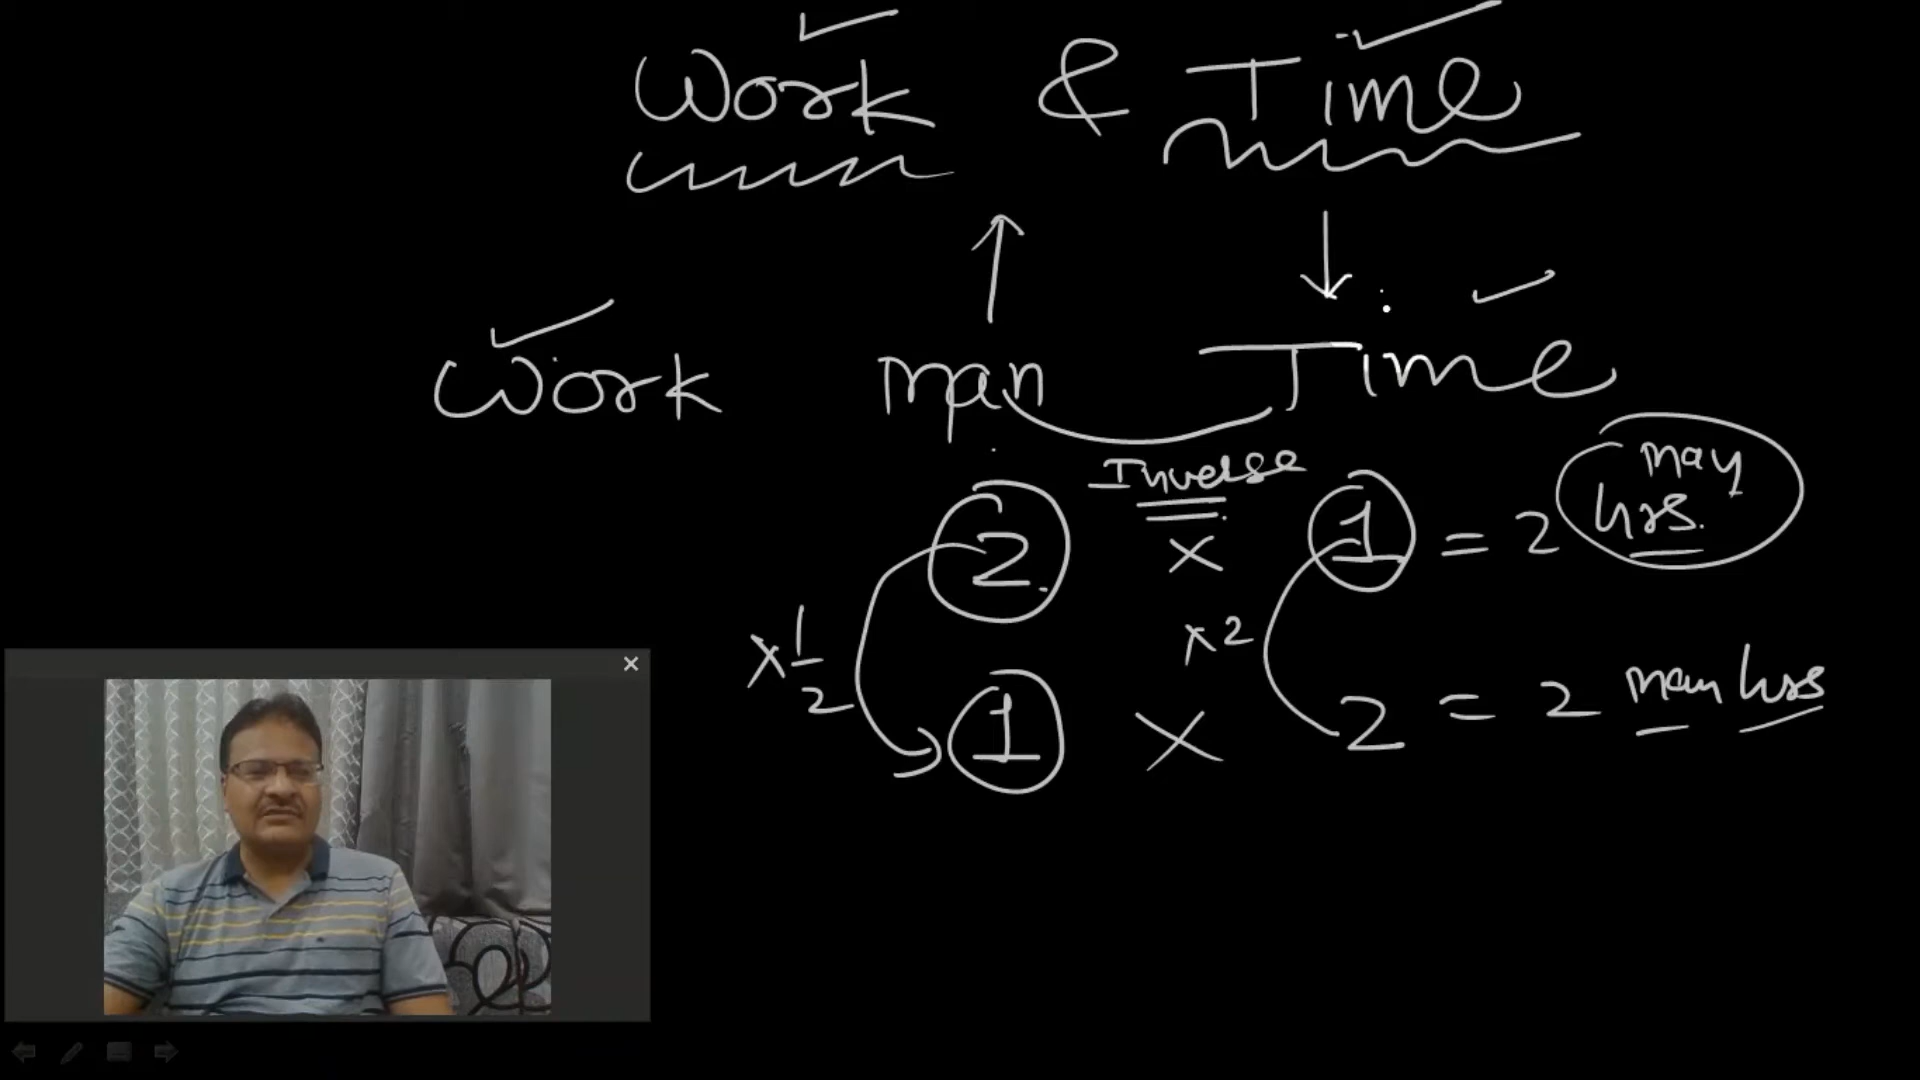 Work & Time
Work man Time
Inverse
2 × 1 = 2 man hrs.
×1/2 ×2
1 × 2 = 2 man hrs